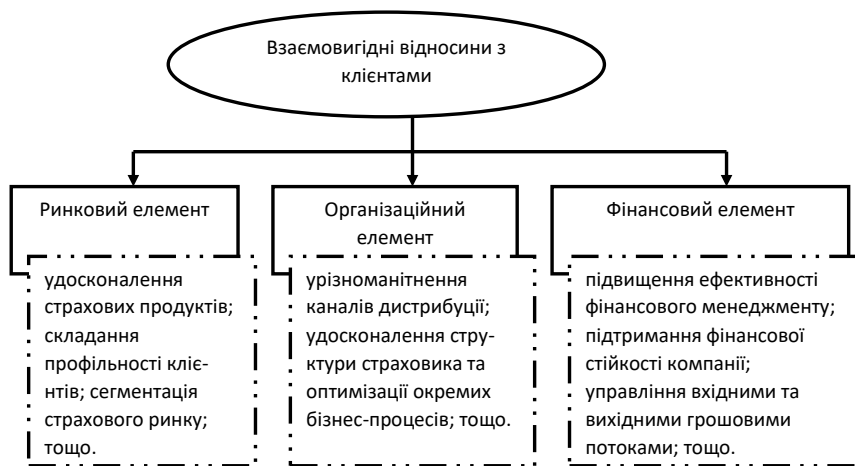 Взаємовигідні відносини з
клієнтами
Ринковий елемент
Організаційний
елемент
Фінансовий елемент
удосконалення
страхових продуктів;
складання
профільності кліє-
нтів; сегментація
страхового ринку;
тощо.
урізноманітнення
каналів дистрибуції;
удосконалення стру-
ктури страховика та
оптимізації окремих
бізнес-процесів; тощо.
підвищення ефективності
фінансового менеджменту;
підтримання фінансової
стійкості компанії;
управління вхідними та
вихідними грошовими
потоками; тощо.